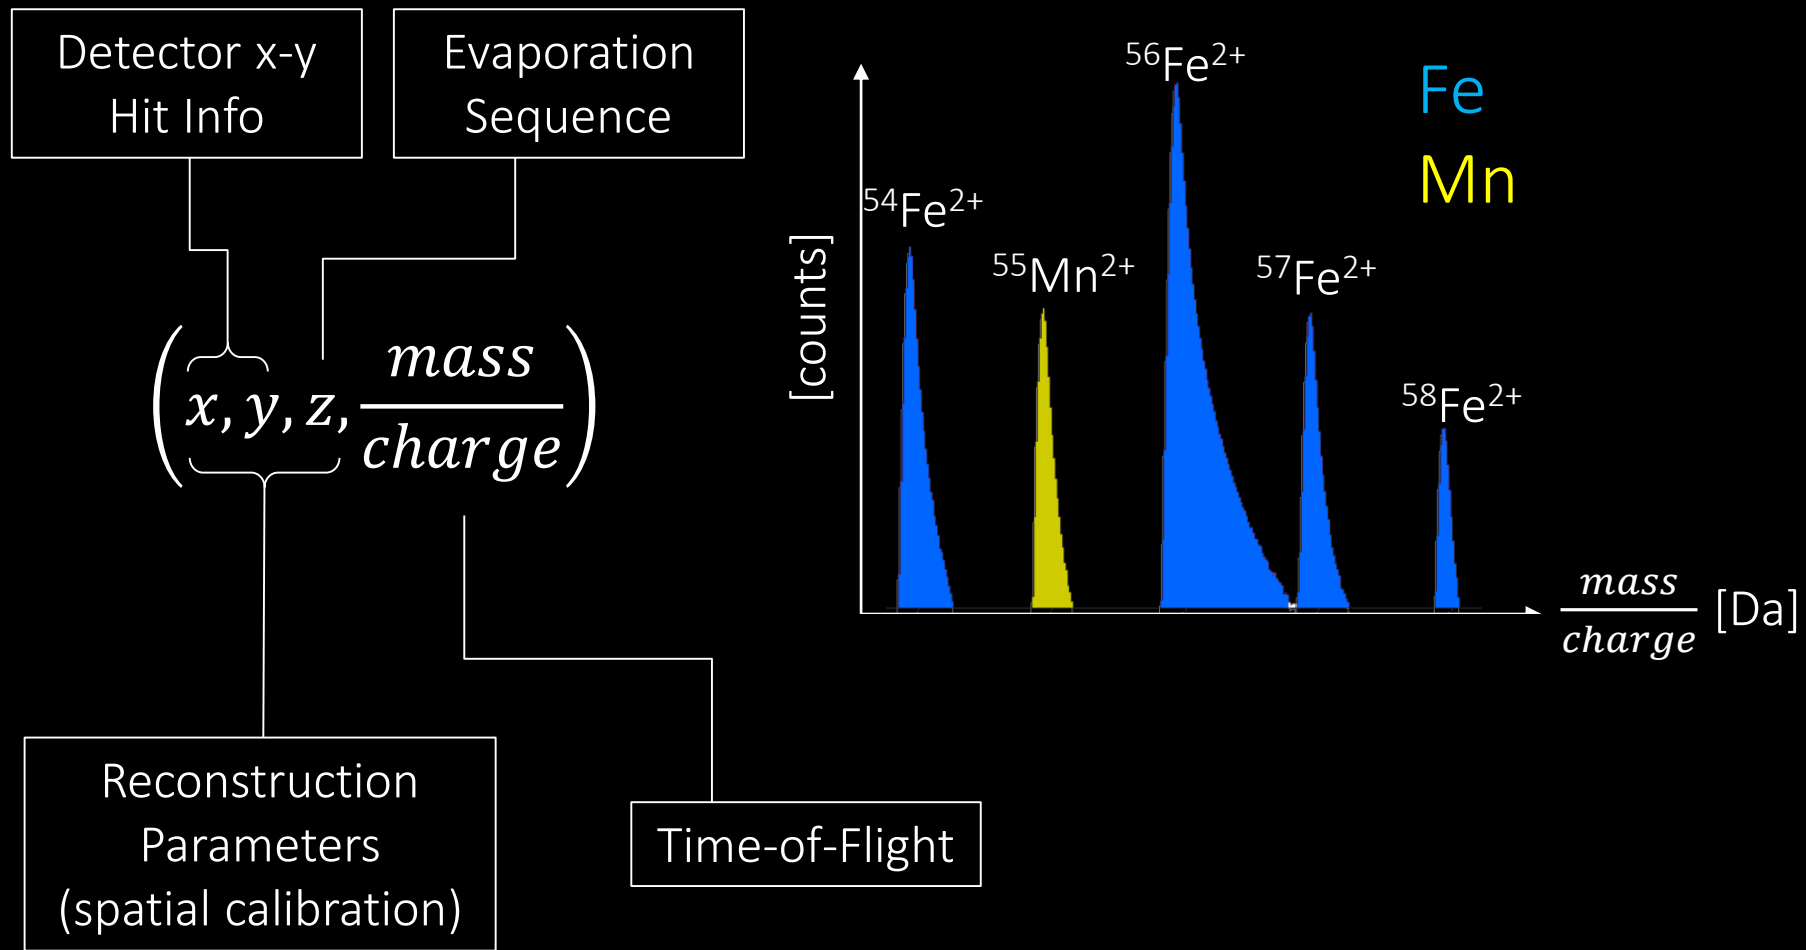 Detector x-y
Hit Info
Evaporation
Sequence
(x, y, z, mass/charge)
Reconstruction
Parameters
(spatial calibration)
Time-of-Flight
[counts]
⁵⁴Fe²⁺
⁵⁵Mn²⁺
⁵⁶Fe²⁺
⁵⁷Fe²⁺
⁵⁸Fe²⁺
Fe
Mn
mass/charge [Da]